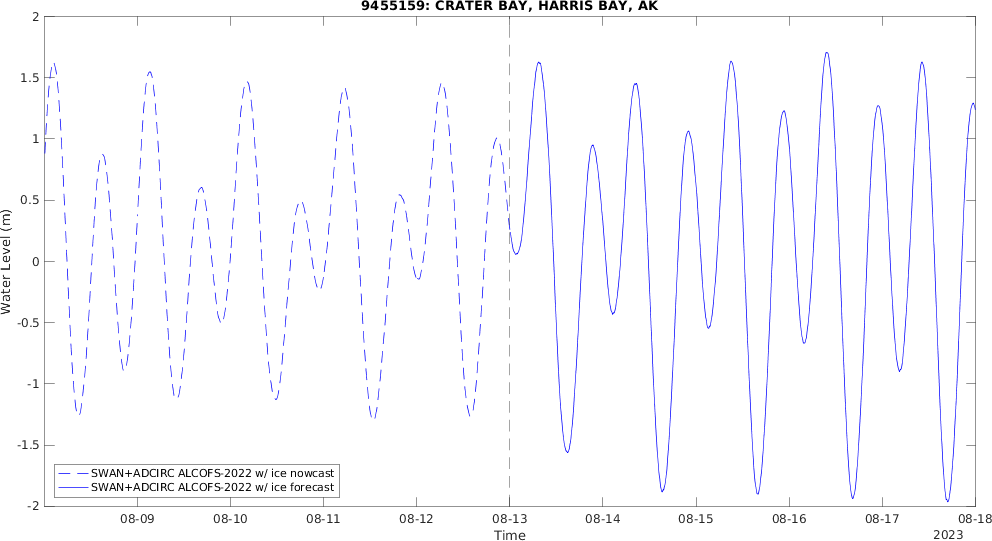 9455159: CRATER BAY, HARRIS BAY, AK
Water Level (m)
2
1.5
1
0.5
0
-0.5
-1
-1.5
-2
SWAN+ADCIRC ALCOFS-2022 w/ ice nowcast
SWAN+ADCIRC ALCOFS-2022 w/ ice forecast
08-09 08-10 08-11 08-12 08-13 08-14 08-15 08-16 08-17 08-18
Time
2023